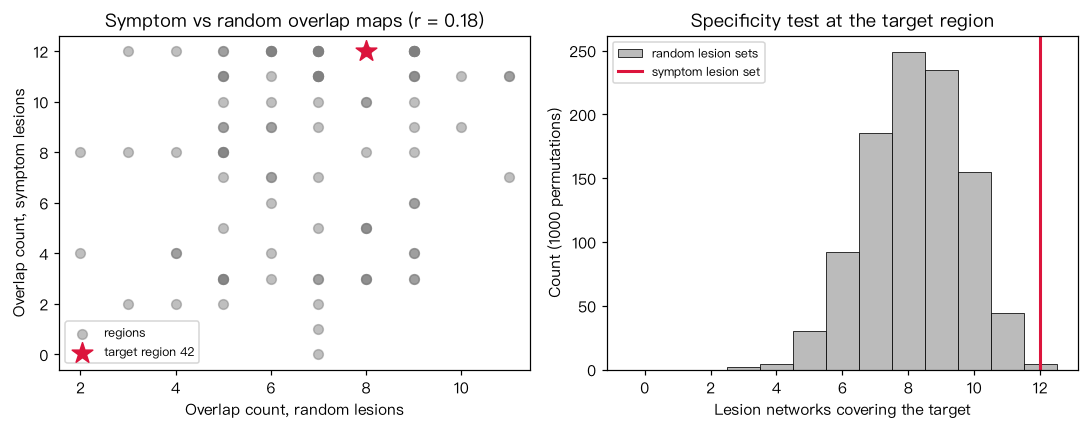 Symptom vs random overlap maps (r = 0.18)
Overlap count, symptom lesions
12
10
8
6
4
2
0
regions
target region 42
2
4
6
8
10
Overlap count, random lesions
Specificity test at the target region
Count (1000 permutations)
250
200
150
100
50
0
random lesion sets
symptom lesion set
0
2
4
6
8
10
12
Lesion networks covering the target